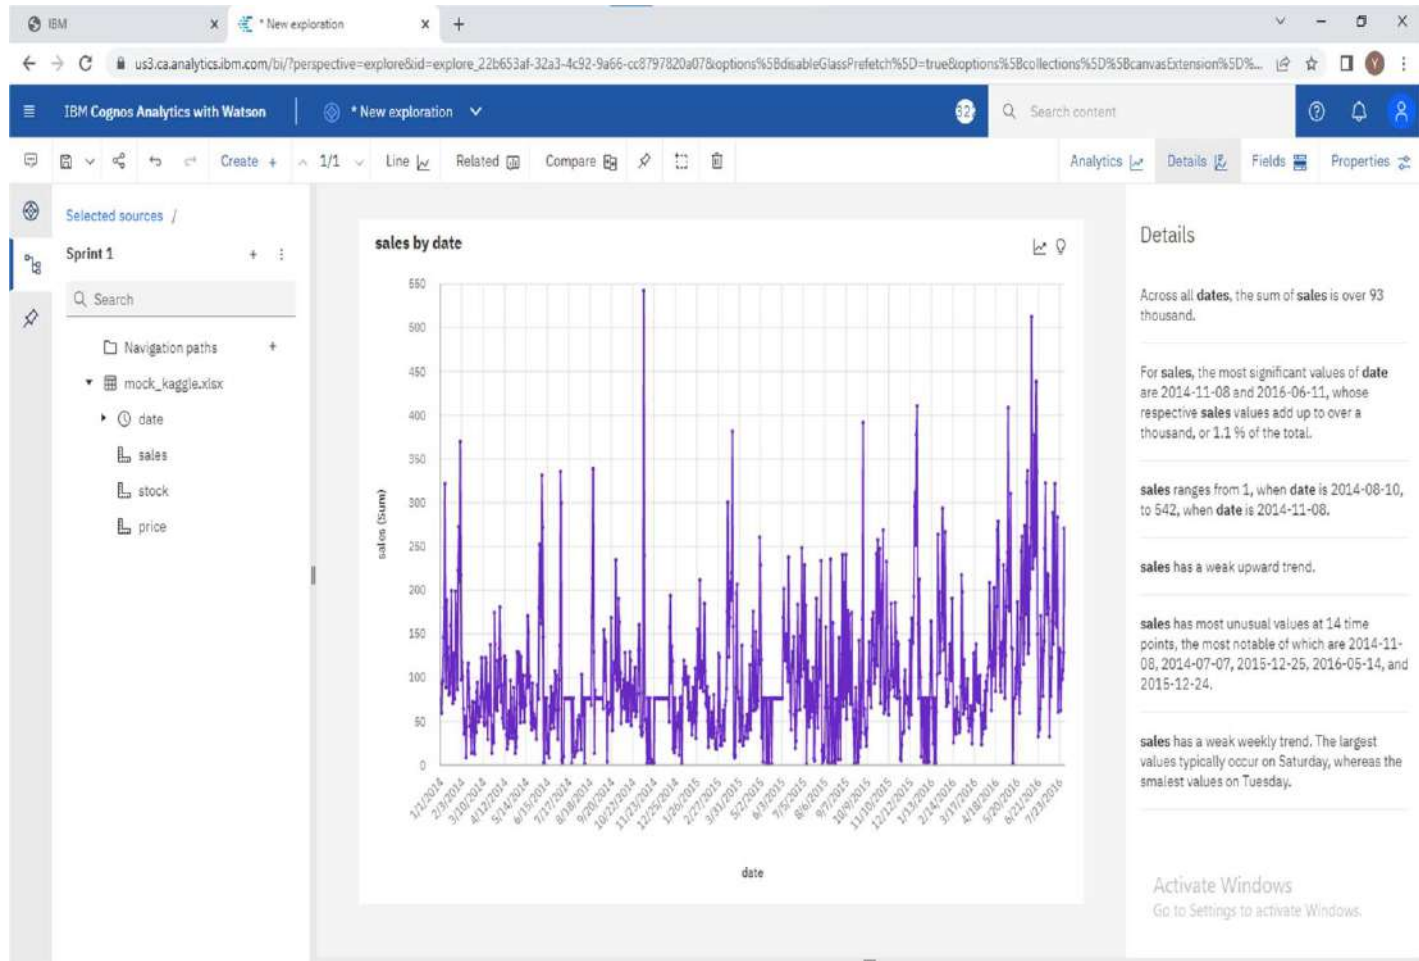 IBM
* New exploration
us3.ca.analytics.ibm.com/bi/?perspective=explore&id=explore_22b653af-32a3-4c92-9a66-cc8797820a07&options%5BdisableGlassPrefetch%5D=true&options%5Bcollections%5D%5BcanvasExtension%5D%...
Y
IBM Cognos Analytics with Watson
* New exploration
Search content
Create +
1/1
Line
Related
Compare
Analytics
Details
Fields
Properties
Selected sources /
Sprint 1
Search
Navigation paths
mock_kaggle.xlsx
date
sales
stock
price
sales by date
550
500
450
400
350
300
250
200
150
100
50
0
sales (Sum)
1/1/2014
2/3/2014
3/10/2014
4/12/2014
5/14/2014
6/15/2014
7/17/2014
8/18/2014
9/20/2014
10/22/2014
11/23/2014
12/25/2014
1/26/2015
2/27/2015
3/31/2015
5/2/2015
6/3/2015
7/5/2015
8/6/2015
9/7/2015
10/9/2015
11/10/2015
12/12/2015
1/13/2016
2/14/2016
3/17/2016
4/18/2016
5/20/2016
6/21/2016
7/23/2016
date
Details
Across all dates, the sum of sales is over 93
thousand.
For sales, the most significant values of date
are 2014-11-08 and 2016-06-11, whose
respective sales values add up to over a
thousand, or 1.1 % of the total.
sales ranges from 1, when date is 2014-08-10,
to 542, when date is 2014-11-08.
sales has a weak upward trend.
sales has most unusual values at 14 time
points, the most notable of which are 2014-11-
08, 2014-07-07, 2015-12-25, 2016-05-14, and
2015-12-24.
sales has a weak weekly trend. The largest
values typically occur on Saturday, whereas the
smalest values on Tuesday.
Activate Windows
Go to Settings to activate Windows.